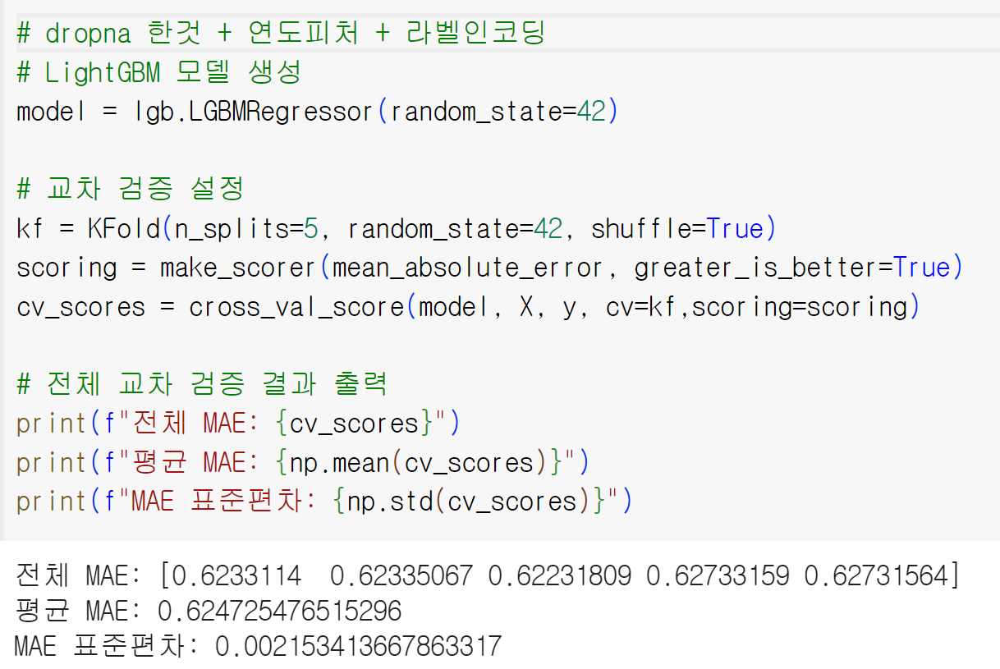 # dropna 한것 + 연도피처 + 라벨인코딩
# LightGBM 모델 생성
model = lgb.LGBMRegressor(random_state=42)
# 교차 검증 설정
kf = KFold(n_splits=5, random_state=42, shuffle=True)
scoring = make_scorer(mean_absolute_error, greater_is_better=True)
cv_scores = cross_val_score(model, X, y, cv=kf,scoring=scoring)
# 전체 교차 검증 결과 출력
print(f"전체 MAE: {cv_scores}")
print(f"평균 MAE: {np.mean(cv_scores)}")
print(f"MAE 표준편차: {np.std(cv_scores)}")
전체 MAE: [0.6233114  0.62335067 0.62231809 0.62733159 0.62731564]
평균 MAE: 0.624725476515296
MAE 표준편차: 0.002153413667863317